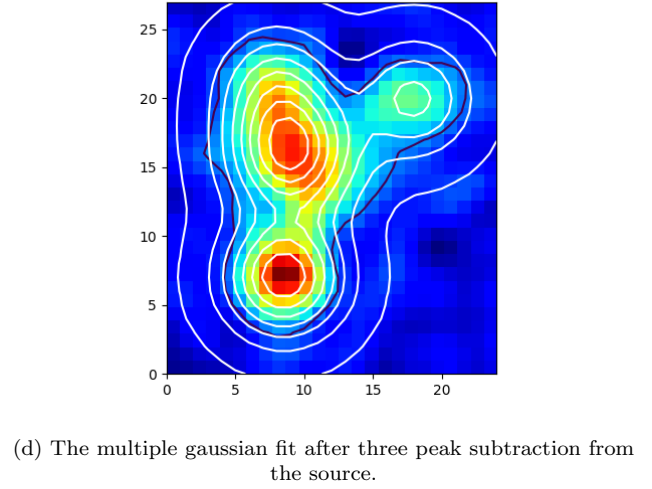 25
20
15
10
5
0
0 5 10 15 20
(d) The multiple gaussian fit after three peak subtraction from
the source.